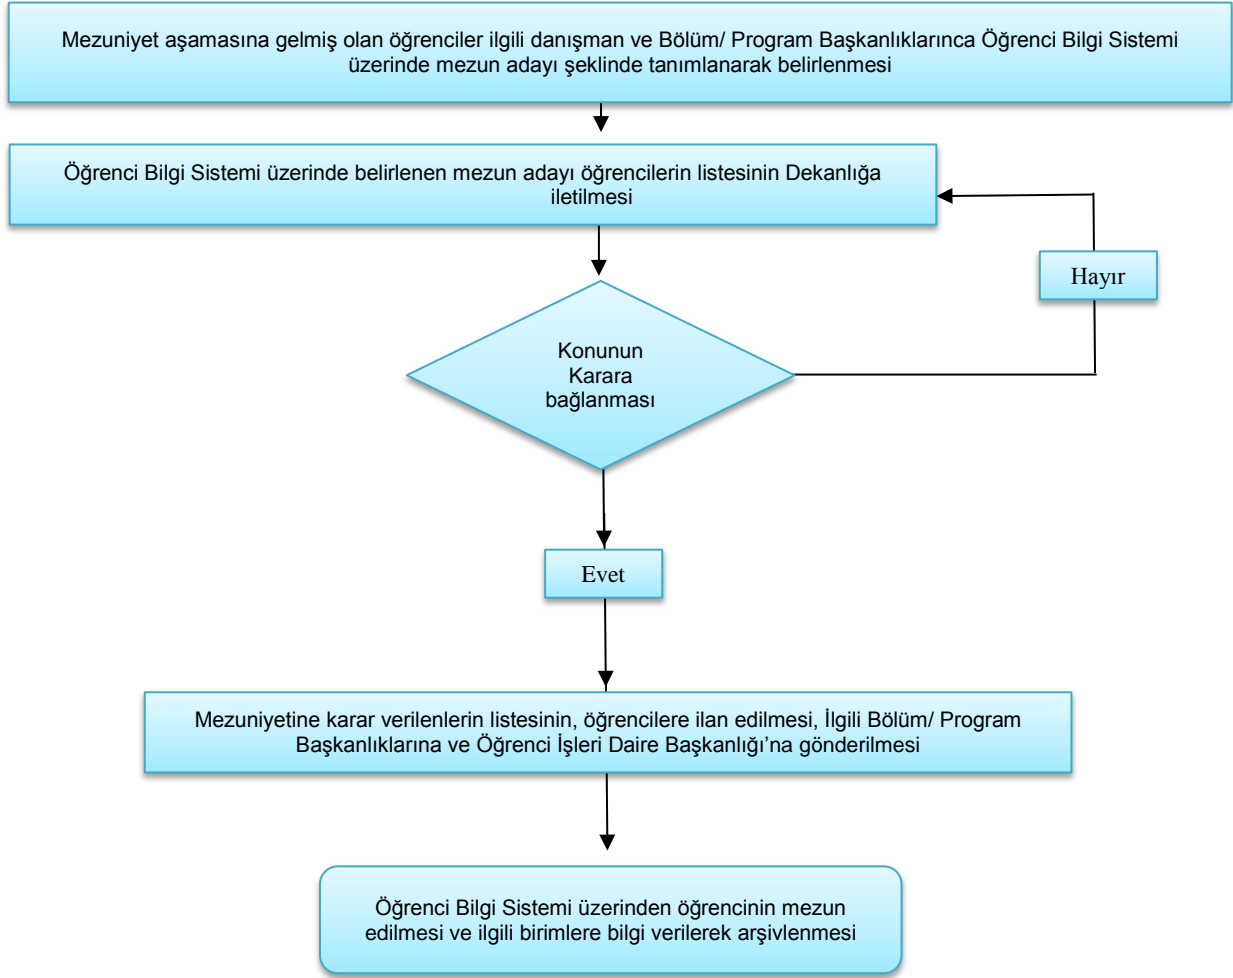 Mezuniyet aşamasına gelmiş olan öğrenciler ilgili danışman ve Bölüm/ Program Başkanlıklarınca Öğrenci Bilgi Sistemi
üzerinde mezun adayı şeklinde tanımlanarak belirlenmesi
Öğrenci Bilgi Sistemi üzerinde belirlenen mezun adayı öğrencilerin listesinin Dekanlığa
iletilmesi
Hayır
Konunun
Karara
bağlanması
Evet
Mezuniyetine karar verilenlerin listesinin, öğrencilere ilan edilmesi, İlgili Bölüm/ Program
Başkanlıklarına ve Öğrenci İşleri Daire Başkanlığı’na gönderilmesi
Öğrenci Bilgi Sistemi üzerinden öğrencinin mezun
edilmesi ve ilgili birimlere bilgi verilerek arşivlenmesi